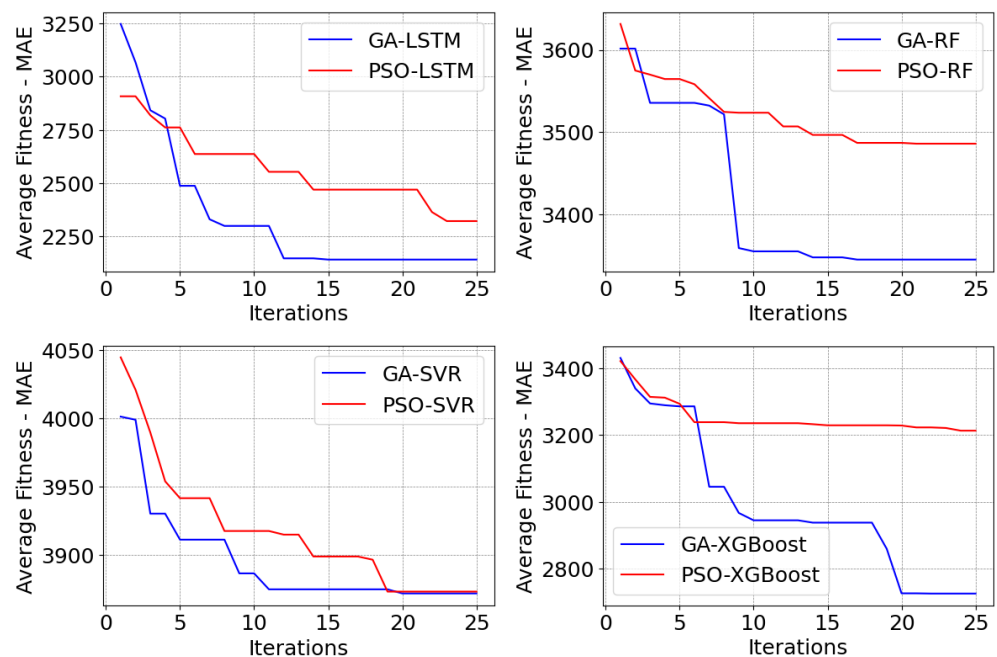 Average Fitness - MAE
3250
3000
2750
2500
2250
GA-LSTM
PSO-LSTM
0 5 10 15 20 25
Iterations
Average Fitness - MAE
3600
3500
3400
GA-RF
PSO-RF
0 5 10 15 20 25
Iterations
Average Fitness - MAE
4050
4000
3950
3900
GA-SVR
PSO-SVR
0 5 10 15 20 25
Iterations
Average Fitness - MAE
3400
3200
3000
2800
GA-XGBoost
PSO-XGBoost
0 5 10 15 20 25
Iterations